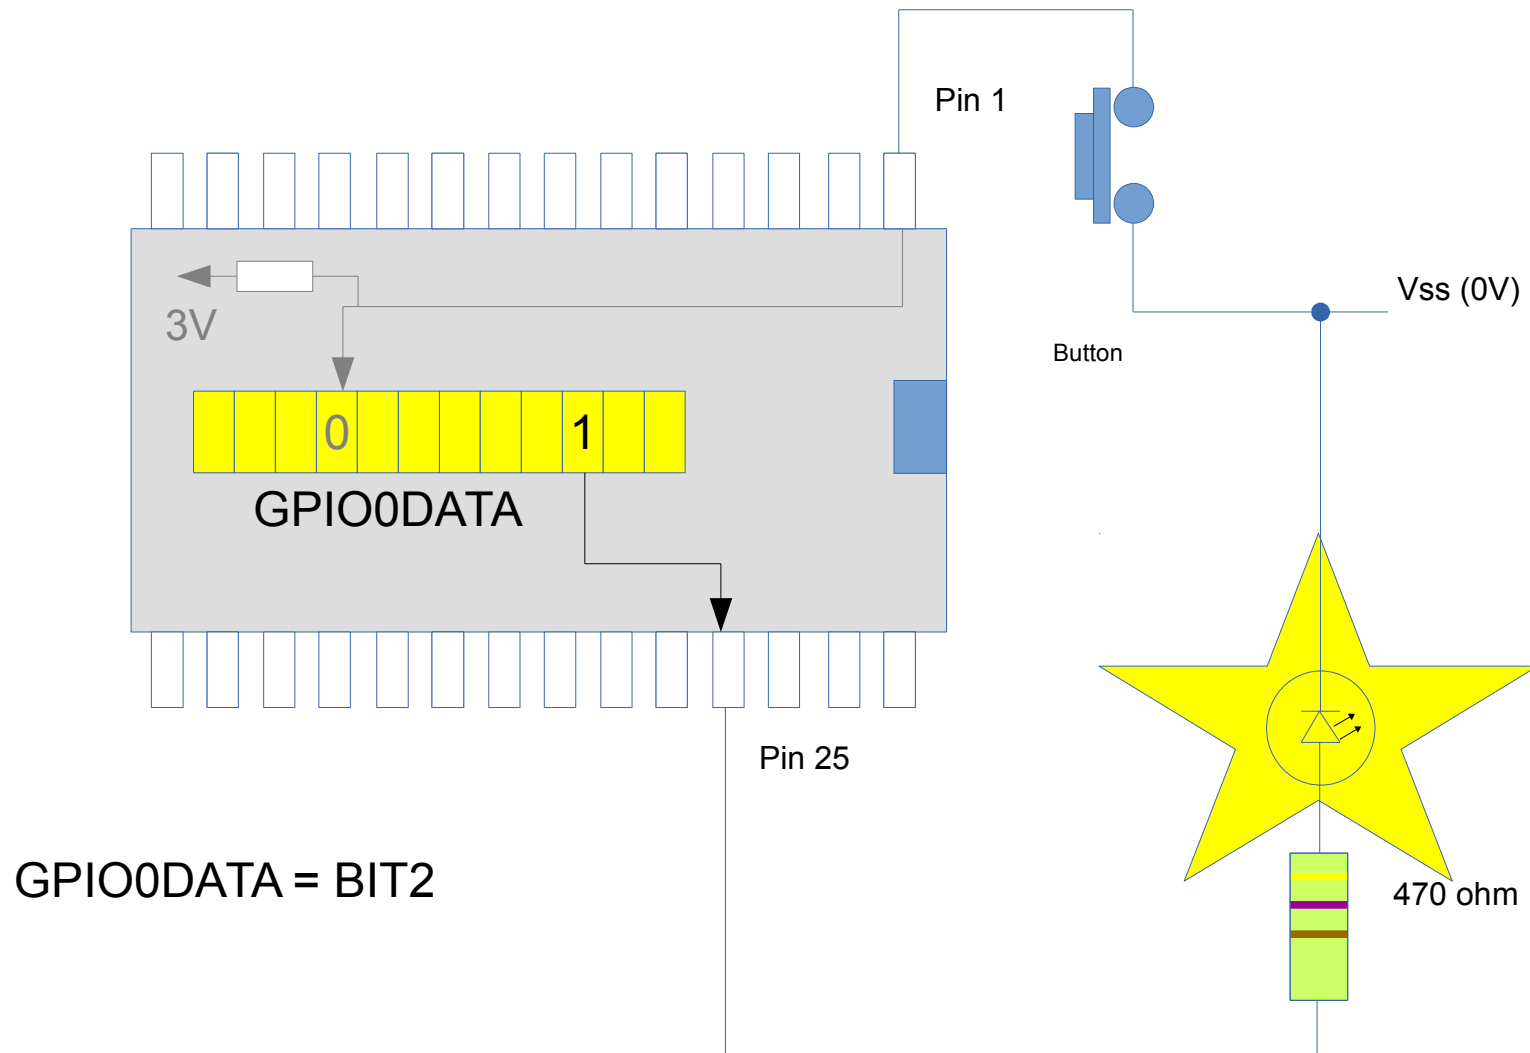 Pin 1
Vss (0V)
3V
Button
0
1
GPIO0DATA
Pin 25
GPIO0DATA = BIT2
470 ohm